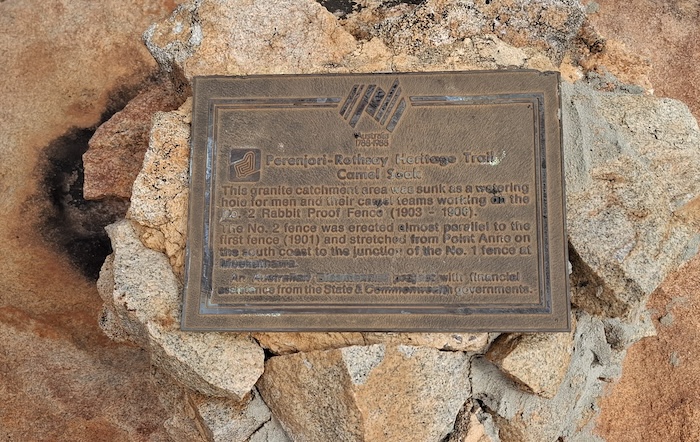 Australia
1788-1988
Perenjori-Rothsay Heritage Trail
Camel Soak
This granite catchment area was sunk as a watering
hole for men and their camel teams working on the
No. 2 Rabbit Proof Fence (1903 - 1905).
The No. 2 fence was erected almost parallel to the
first fence (1901) and stretched from Point Anne on
the south coast to the junction of the No. 1 fence at
An Australian Bicentennial project with financial
assistance from the State & Commonwealth governments.